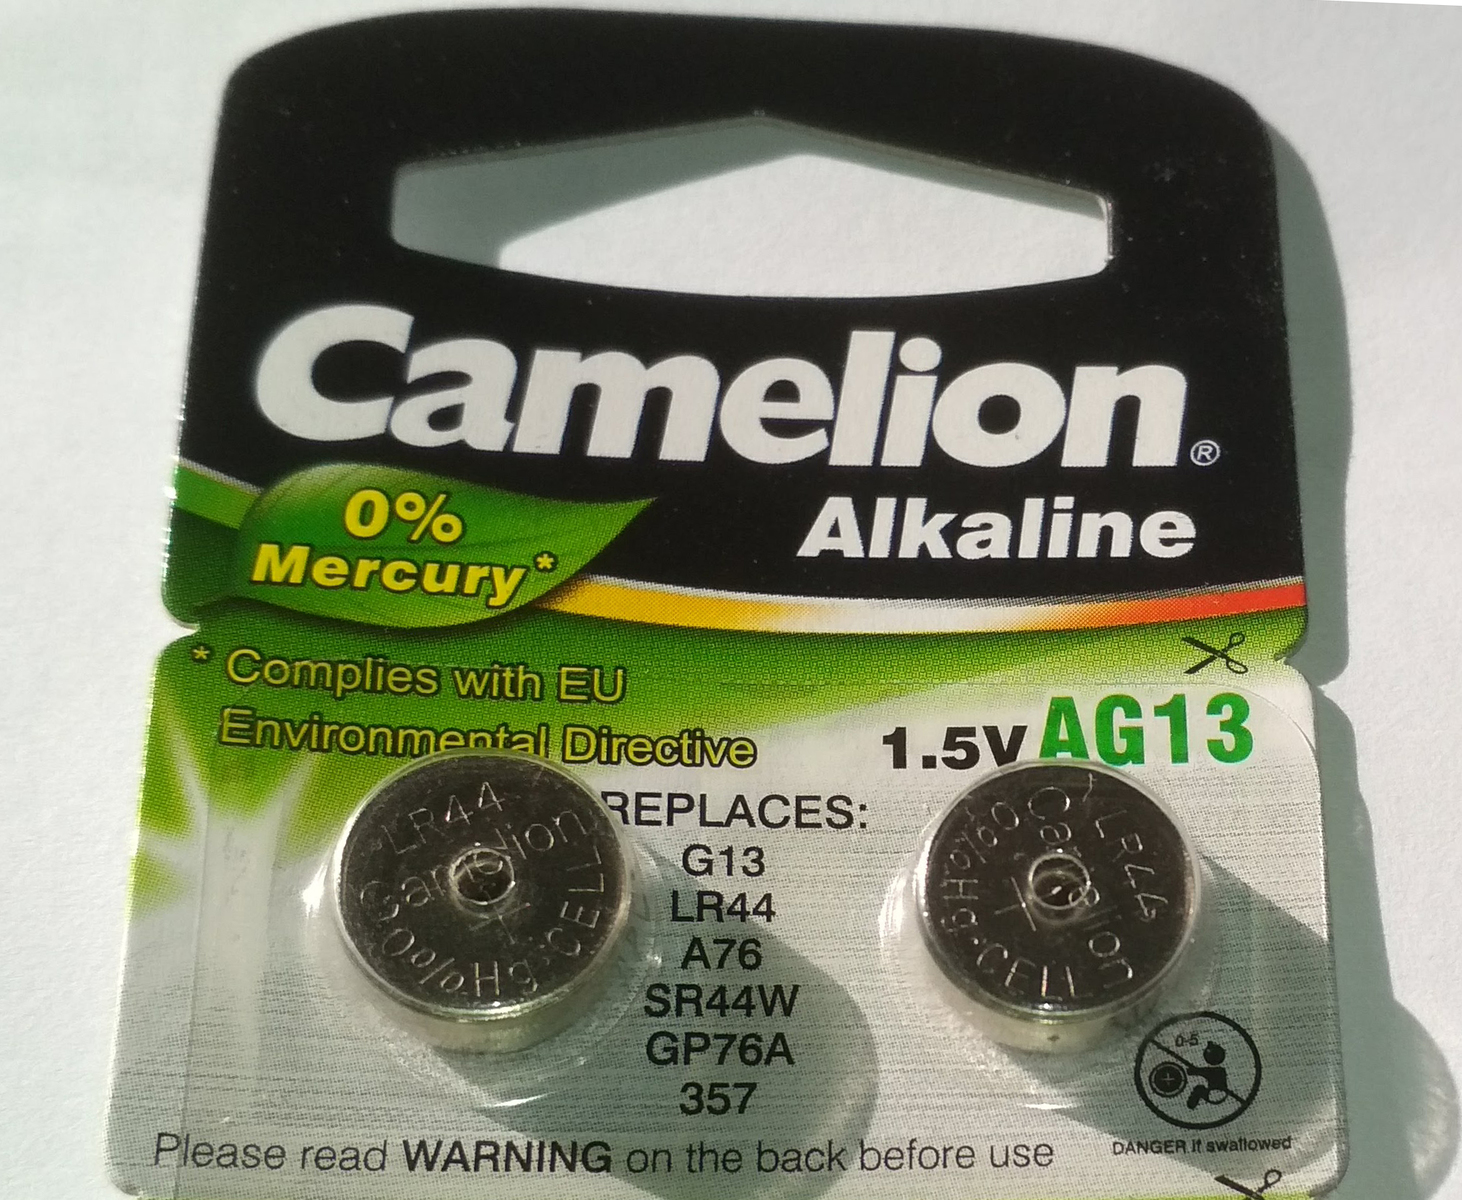 Camelion®
Alkaline
0%
Mercury*
* Complies with EU
Environmental Directive
1.5V AG13
REPLACES:
G13
LR44
A76
SR44W
GP76A
357
LR44
Camelion
+
CELL
0%Hg
LR44
Camelion
+
CELL
0%Hg
0-5
+
DANGER if swallowed
Please read WARNING on the back before use